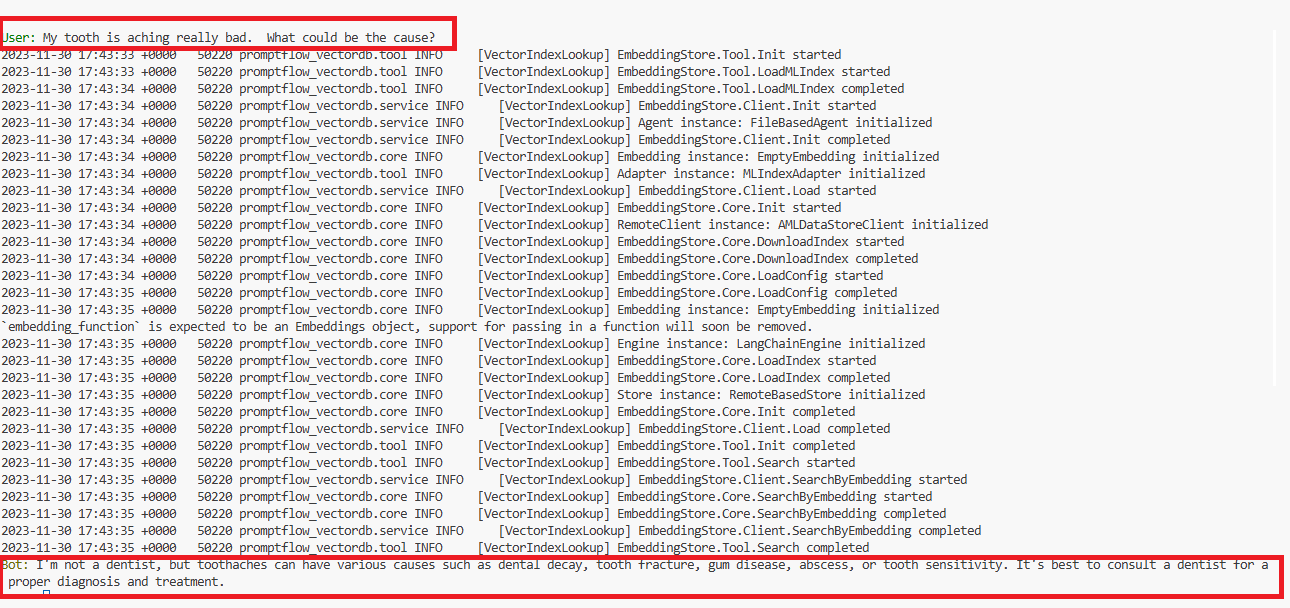 User: My tooth is aching really bad.  What could be the cause?
2023-11-30 17:43:33 +0000   50220 promptflow_vectordb.tool INFO     [VectorIndexLookup] EmbeddingStore.Tool.Init started
2023-11-30 17:43:33 +0000   50220 promptflow_vectordb.tool INFO     [VectorIndexLookup] EmbeddingStore.Tool.LoadMLIndex started
2023-11-30 17:43:34 +0000   50220 promptflow_vectordb.tool INFO     [VectorIndexLookup] EmbeddingStore.Tool.LoadMLIndex completed
2023-11-30 17:43:34 +0000   50220 promptflow_vectordb.service INFO     [VectorIndexLookup] EmbeddingStore.Client.Init started
2023-11-30 17:43:34 +0000   50220 promptflow_vectordb.service INFO     [VectorIndexLookup] Agent instance: FileBasedAgent initialized
2023-11-30 17:43:34 +0000   50220 promptflow_vectordb.service INFO     [VectorIndexLookup] EmbeddingStore.Client.Init completed
2023-11-30 17:43:34 +0000   50220 promptflow_vectordb.core INFO     [VectorIndexLookup] Embedding instance: EmptyEmbedding initialized
2023-11-30 17:43:34 +0000   50220 promptflow_vectordb.tool INFO     [VectorIndexLookup] Adapter instance: MLIndexAdapter initialized
2023-11-30 17:43:34 +0000   50220 promptflow_vectordb.service INFO     [VectorIndexLookup] EmbeddingStore.Client.Load started
2023-11-30 17:43:34 +0000   50220 promptflow_vectordb.core INFO     [VectorIndexLookup] EmbeddingStore.Core.Init started
2023-11-30 17:43:34 +0000   50220 promptflow_vectordb.core INFO     [VectorIndexLookup] RemoteClient instance: AMLDataStoreClient initialized
2023-11-30 17:43:34 +0000   50220 promptflow_vectordb.core INFO     [VectorIndexLookup] EmbeddingStore.Core.DownloadIndex started
2023-11-30 17:43:34 +0000   50220 promptflow_vectordb.core INFO     [VectorIndexLookup] EmbeddingStore.Core.DownloadIndex completed
2023-11-30 17:43:34 +0000   50220 promptflow_vectordb.core INFO     [VectorIndexLookup] EmbeddingStore.Core.LoadConfig started
2023-11-30 17:43:35 +0000   50220 promptflow_vectordb.core INFO     [VectorIndexLookup] EmbeddingStore.Core.LoadConfig completed
2023-11-30 17:43:35 +0000   50220 promptflow_vectordb.core INFO     [VectorIndexLookup] Embedding instance: EmptyEmbedding initialized
`embedding_function` is expected to be an Embeddings object, support for passing in a function will soon be removed.
2023-11-30 17:43:35 +0000   50220 promptflow_vectordb.core INFO     [VectorIndexLookup] Engine instance: LangChainEngine initialized
2023-11-30 17:43:35 +0000   50220 promptflow_vectordb.core INFO     [VectorIndexLookup] EmbeddingStore.Core.LoadIndex started
2023-11-30 17:43:35 +0000   50220 promptflow_vectordb.core INFO     [VectorIndexLookup] EmbeddingStore.Core.LoadIndex completed
2023-11-30 17:43:35 +0000   50220 promptflow_vectordb.core INFO     [VectorIndexLookup] Store instance: RemoteBasedStore initialized
2023-11-30 17:43:35 +0000   50220 promptflow_vectordb.core INFO     [VectorIndexLookup] EmbeddingStore.Core.Init completed
2023-11-30 17:43:35 +0000   50220 promptflow_vectordb.service INFO     [VectorIndexLookup] EmbeddingStore.Client.Load completed
2023-11-30 17:43:35 +0000   50220 promptflow_vectordb.tool INFO     [VectorIndexLookup] EmbeddingStore.Tool.Init completed
2023-11-30 17:43:35 +0000   50220 promptflow_vectordb.tool INFO     [VectorIndexLookup] EmbeddingStore.Tool.Search started
2023-11-30 17:43:35 +0000   50220 promptflow_vectordb.service INFO     [VectorIndexLookup] EmbeddingStore.Client.SearchByEmbedding started
2023-11-30 17:43:35 +0000   50220 promptflow_vectordb.core INFO     [VectorIndexLookup] EmbeddingStore.Core.SearchByEmbedding started
2023-11-30 17:43:35 +0000   50220 promptflow_vectordb.core INFO     [VectorIndexLookup] EmbeddingStore.Core.SearchByEmbedding completed
2023-11-30 17:43:35 +0000   50220 promptflow_vectordb.service INFO     [VectorIndexLookup] EmbeddingStore.Client.SearchByEmbedding completed
2023-11-30 17:43:35 +0000   50220 promptflow_vectordb.tool INFO     [VectorIndexLookup] EmbeddingStore.Tool.Search completed
Bot: I'm not a dentist, but toothaches can have various causes such as dental decay, tooth fracture, gum disease, abscess, or tooth sensitivity. It's best to consult a dentist for a
proper diagnosis and treatment.